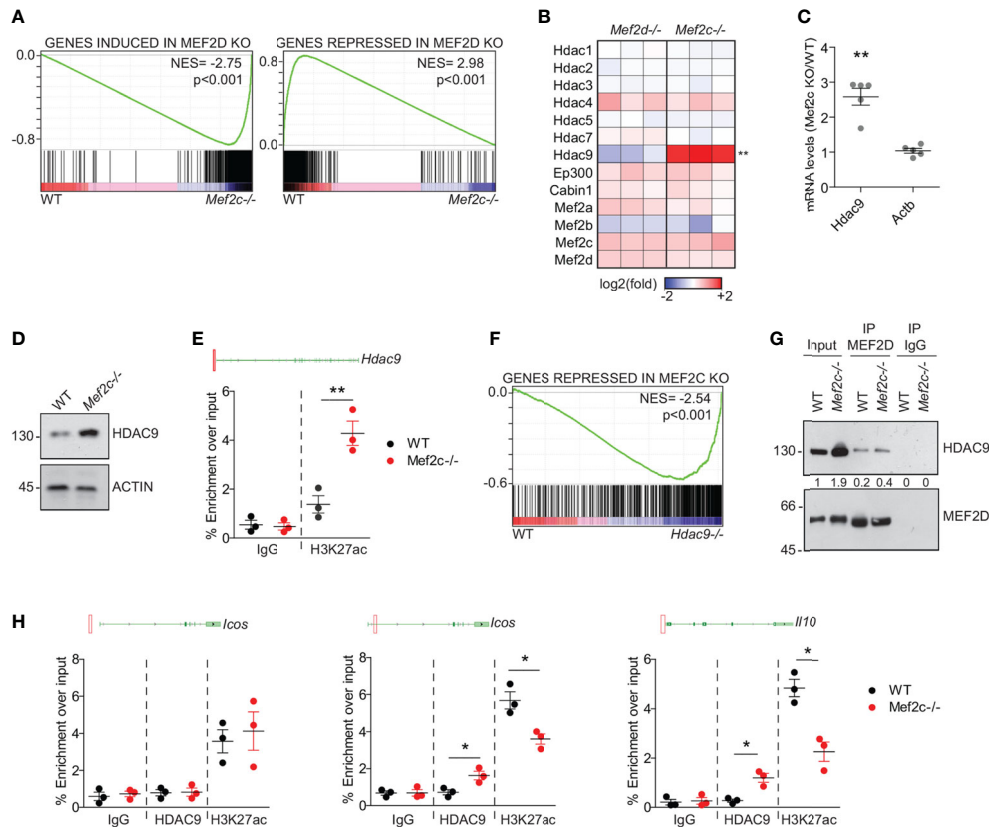 A
GENES INDUCED IN MEF2D KO
NES= -2.75
p<0.001
0.0
-0.8
WT
Mef2c-/-
GENES REPRESSED IN MEF2D KO
NES= 2.98
p<0.001
0.8
0.0
WT
Mef2c-/-
B
Mef2d-/- Mef2c-/-
Hdac1
Hdac2
Hdac3
Hdac4
Hdac5
Hdac7
Hdac9 **
Ep300
Cabin1
Mef2a
Mef2b
Mef2c
Mef2d
log2(fold)
-2 +2
C
mRNA levels (Mef2c KO/WT)
4
3
2
1
0
**
Hdac9
Actb
D
WT
Mef2c-/-
130
HDAC9
45
ACTIN
E
Hdac9
% Enrichment over input
6
4
2
0
**
WT
Mef2c-/-
IgG H3K27ac
F
GENES REPRESSED IN MEF2C KO
NES= -2.54
p<0.001
0.0
-0.6
WT
Hdac9-/-
G
Input
IP MEF2D
IP IgG
WT
Mef2c-/-
WT
Mef2c-/-
WT
Mef2c-/-
130
HDAC9
1 1.9 0.2 0.4 0 0
66
MEF2D
45
H
Icos
% Enrichment over input
8
6
4
2
0
IgG HDAC9 H3K27ac
Icos
% Enrichment over input
8
6
4
2
0
*
*
IgG HDAC9 H3K27ac
Il10
% Enrichment over input
6
4
2
0
*
*
IgG HDAC9 H3K27ac
WT
Mef2c-/-